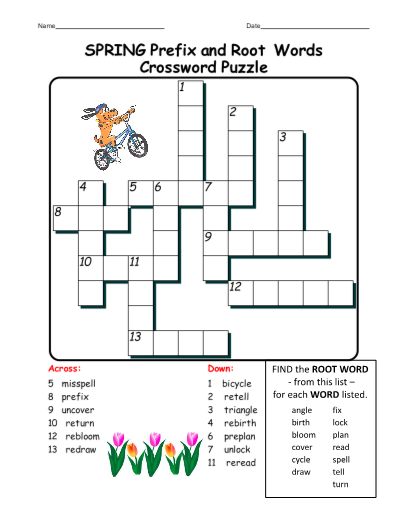 Name______________________ Date______________________
SPRING Prefix and Root Words
Crossword Puzzle
1
2
3
4 5 6 7
8
9
10 11
12
13
Across:
5 misspell
8 prefix
9 uncover
10 return
12 rebloom
13 redraw
Down:
1 bicycle
2 retell
3 triangle
4 rebirth
6 preplan
7 unlock
11 reread
FIND the ROOT WORD
- from this list –
for each WORD listed.
angle fix
birth lock
bloom plan
cover read
cycle spell
draw tell
turn